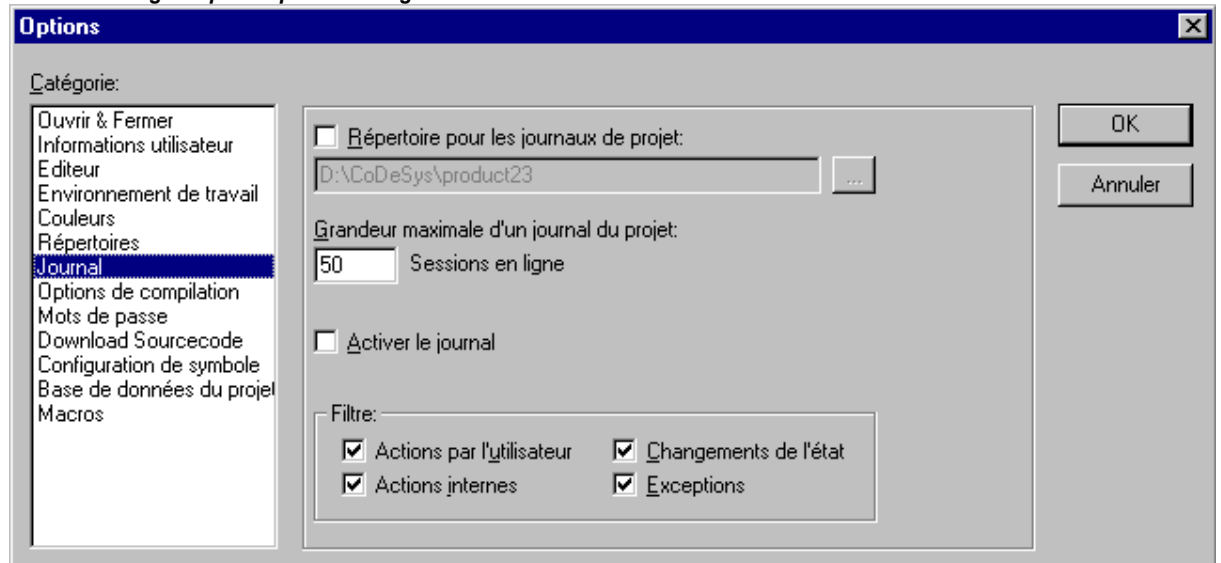 Options
Catégorie:
Ouvrir & Fermer
Informations utilisateur
Editeur
Environnement de travail
Couleurs
Répertoires
Journal
Options de compilation
Mots de passe
Download Sourcecode
Configuration de symbole
Base de données du projet
Macros
Répertoire pour les journaux de projet:
D:\CoDeSys\product23
...
Grandeur maximale d'un journal du projet:
50 Sessions en ligne
Activer le journal
Filtre:
Actions par l'utilisateur
Changements de l'état
Actions internes
Exceptions
OK
Annuler